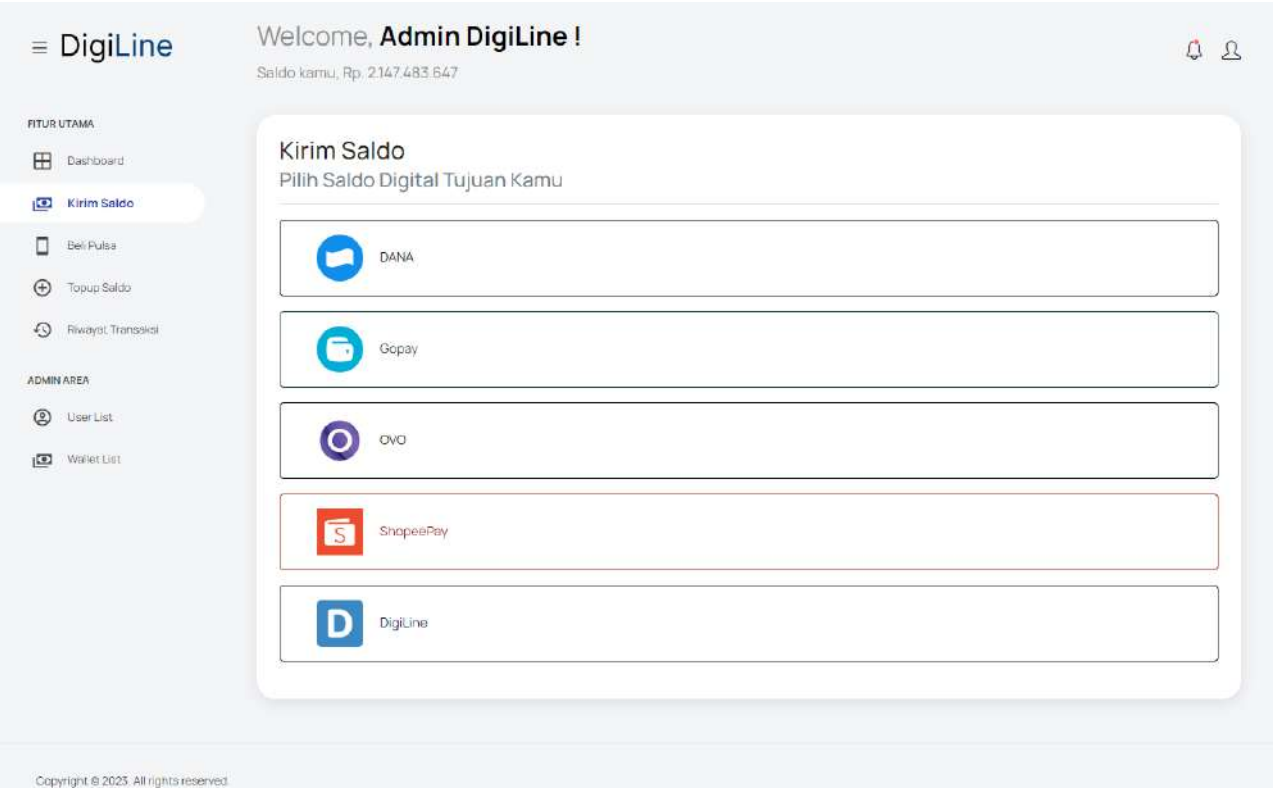 DigiLine
Welcome, Admin DigiLine !
Saldo kamu, Rp. 2.147.483.647
FITUR UTAMA
Dashboard
Kirim Saldo
Beli Pulsa
Topup Saldo
Riwayat Transaksi
ADMIN AREA
User List
Wallet List
Kirim Saldo
Pilih Saldo Digital Tujuan Kamu
DANA
Gopay
OVO
S
ShopeePay
D
DigiLine
Copyright © 2023. All rights reserved.